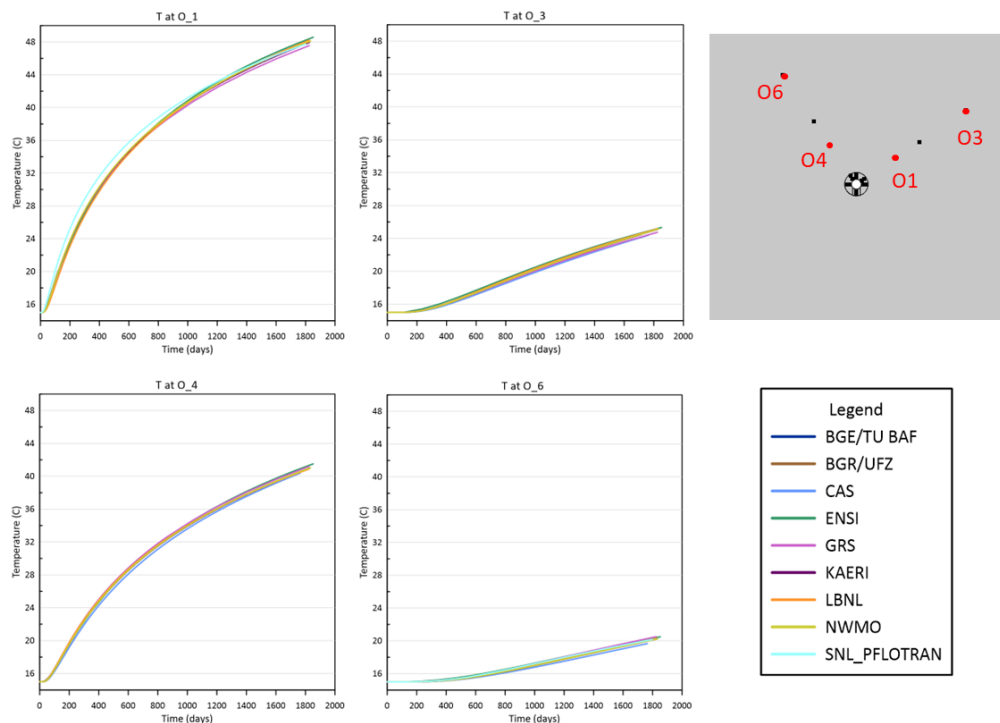 T at O_1
48
44
40
36
32
28
24
20
16
Temperature (C)
0 200 400 600 800 1000 1200 1400 1600 1800 2000
Time (days)
T at O_3
48
44
40
36
32
28
24
20
16
Temperature (C)
0 200 400 600 800 1000 1200 1400 1600 1800 2000
Time (days)
O6
O3
O4
O1
T at O_4
48
44
40
36
32
28
24
20
16
Temperature (C)
0 200 400 600 800 1000 1200 1400 1600 1800 2000
Time (days)
T at O_6
48
44
40
36
32
28
24
20
16
Temperature (C)
0 200 400 600 800 1000 1200 1400 1600 1800 2000
Time (days)
Legend
BGE/TU BAF
BGR/UFZ
CAS
ENSI
GRS
KAERI
LBNL
NWMO
SNL_PFLOTRAN